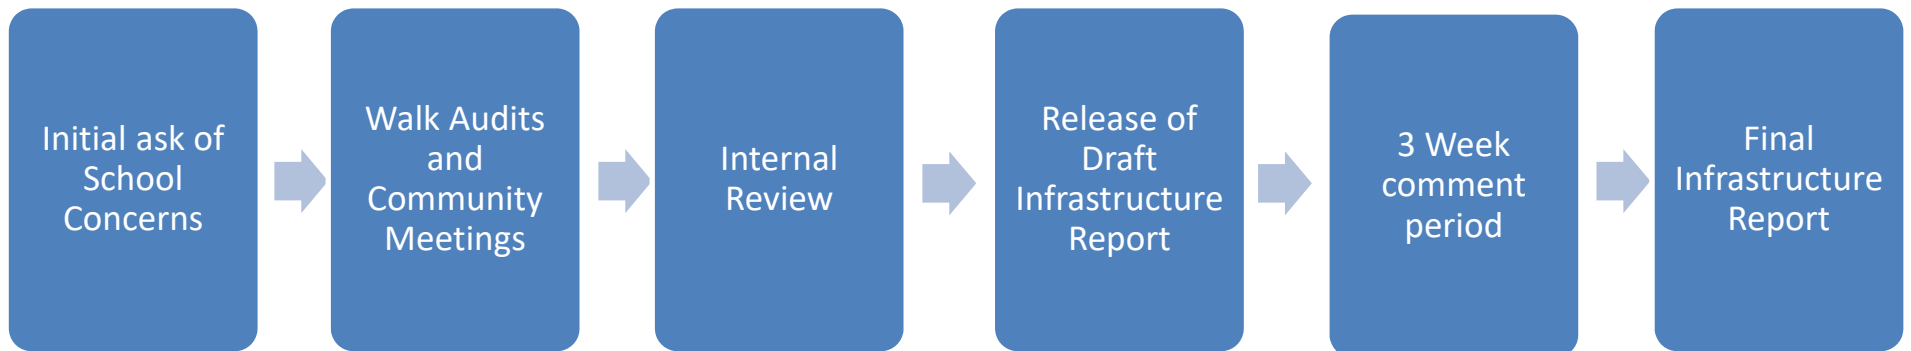 Initial ask of
School
Concerns
Walk Audits
and
Community
Meetings
Internal
Review
Release of
Draft
Infrastructure
Report
3 Week
comment
period
Final
Infrastructure
Report